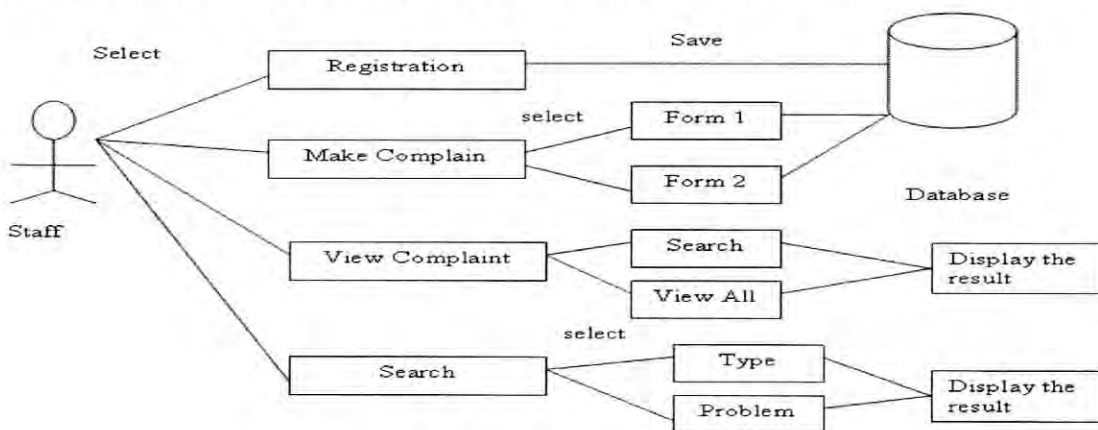 Select
Registration
Save
select
Form 1
Make Complain
Form 2
Database
Staff
View Complaint
Search
Display the
result
View All
select
Search
Type
Display the
result
Problem